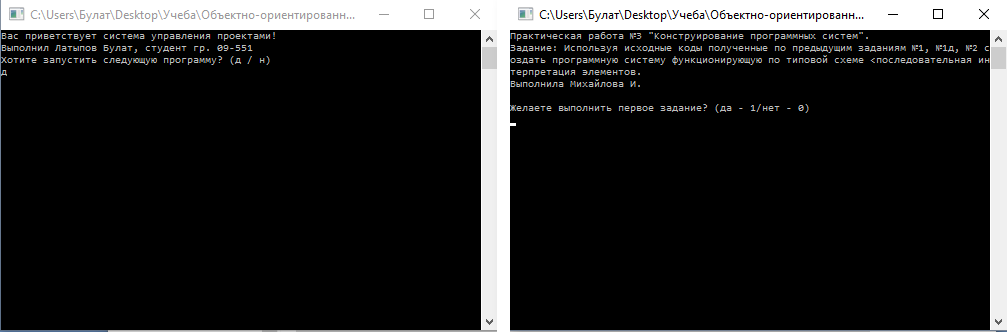 C:\Users\Булат\Desktop\Учеба\Объектно-ориентированн...
Вас приветствует система управления проектами!
Выполнил Латыпов Булат, студент гр. 09-551
Хотите запустить следующую программу? (д / н)
д
C:\Users\Булат\Desktop\Учеба\Объектно-ориентированн...
Практическая работа №3 "Конструирование программных систем".
Задание: Используя исходные коды полученные по предыдущим заданиям №1, №1д, №2 с
оздать программную систему функционирующую по типовой схеме <последовательная ин
терпретация элементов.
Выполнила Михайлова И.
Желаете выполнить первое задание? (да - 1/нет - 0)